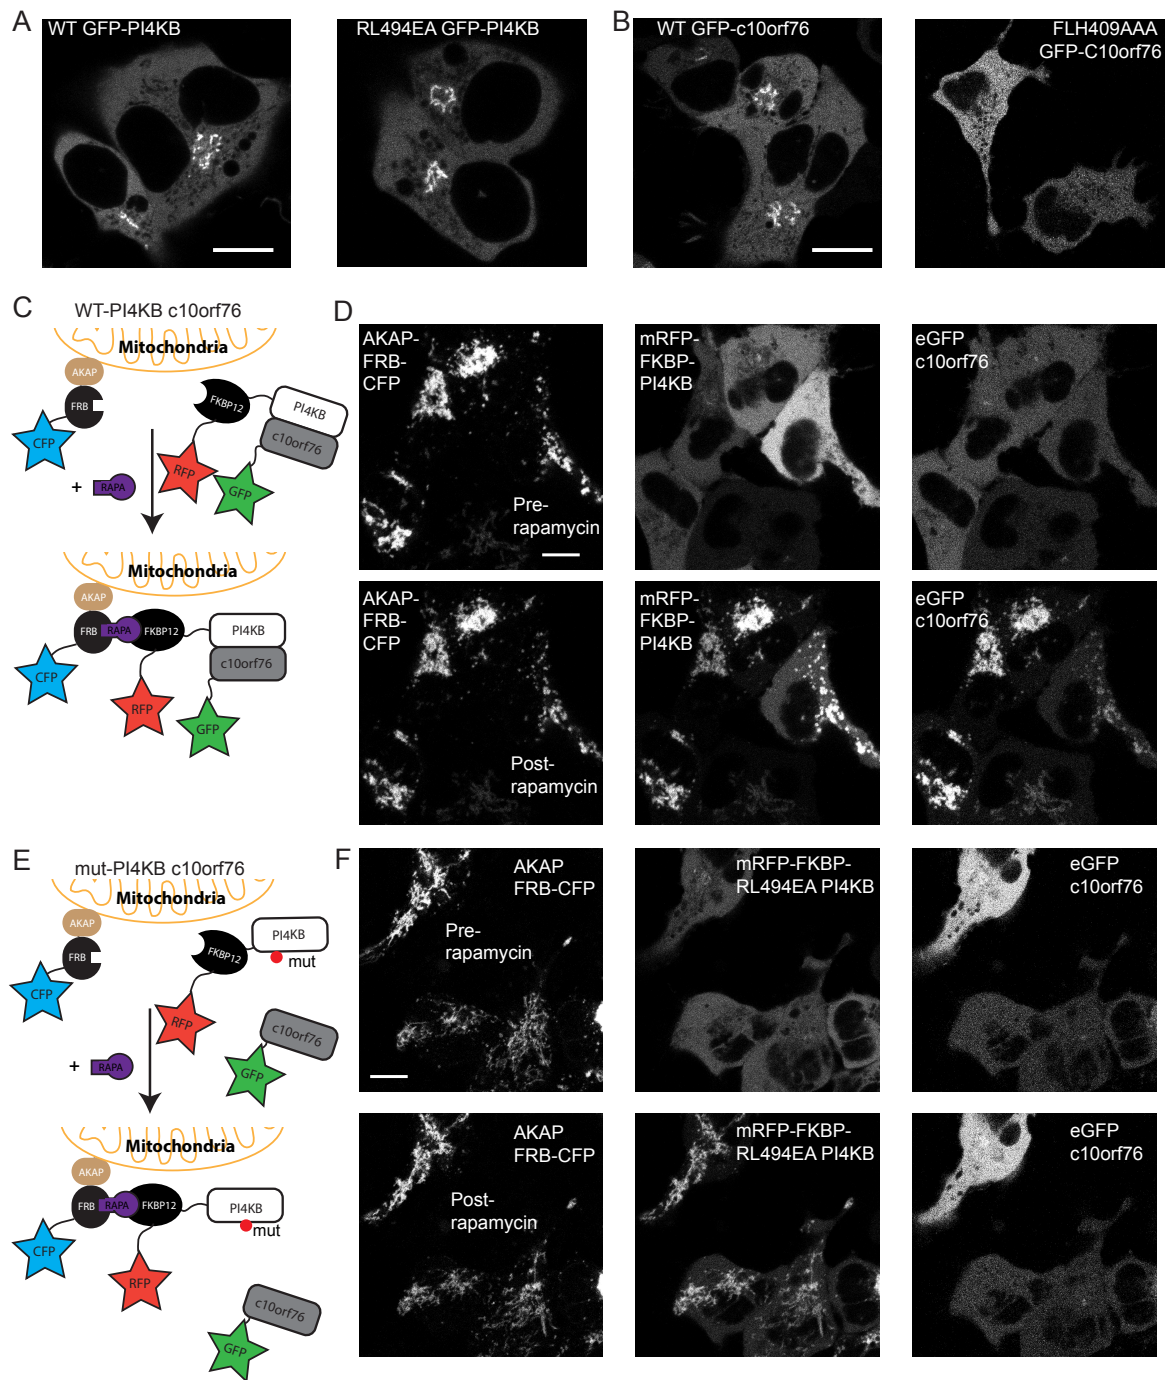 A
WT GFP-PI4KB
RL494EA GFP-PI4KB
B
WT GFP-c10orf76
FLH409AAA
GFP-C10orf76
C
WT-PI4KB c10orf76
Mitochondria
AKAP
FRB
CFP
FKBP12
PI4KB
c10orf76
RFP
GFP
+
RAPA
Mitochondria
AKAP
FRB
RAPA
FKBP12
PI4KB
c10orf76
CFP
RFP
GFP
D
AKAP-
FRB-
CFP
Pre-
rapamycin
mRFP-
FKBP-
PI4KB
eGFP
c10orf76
AKAP-
FRB-
CFP
Post-
rapamycin
mRFP-
FKBP-
PI4KB
eGFP
c10orf76
E
mut-PI4KB c10orf76
Mitochondria
AKAP
FRB
CFP
FKBP12
PI4KB
mut
RFP
c10orf76
GFP
+
RAPA
Mitochondria
AKAP
FRB
RAPA
FKBP12
PI4KB
mut
CFP
RFP
c10orf76
GFP
F
AKAP
FRB-CFP
Pre-
rapamycin
mRFP-FKBP-
RL494EA PI4KB
eGFP
c10orf76
AKAP
FRB-CFP
Post-
rapamycin
mRFP-FKBP-
RL494EA PI4KB
eGFP
c10orf76